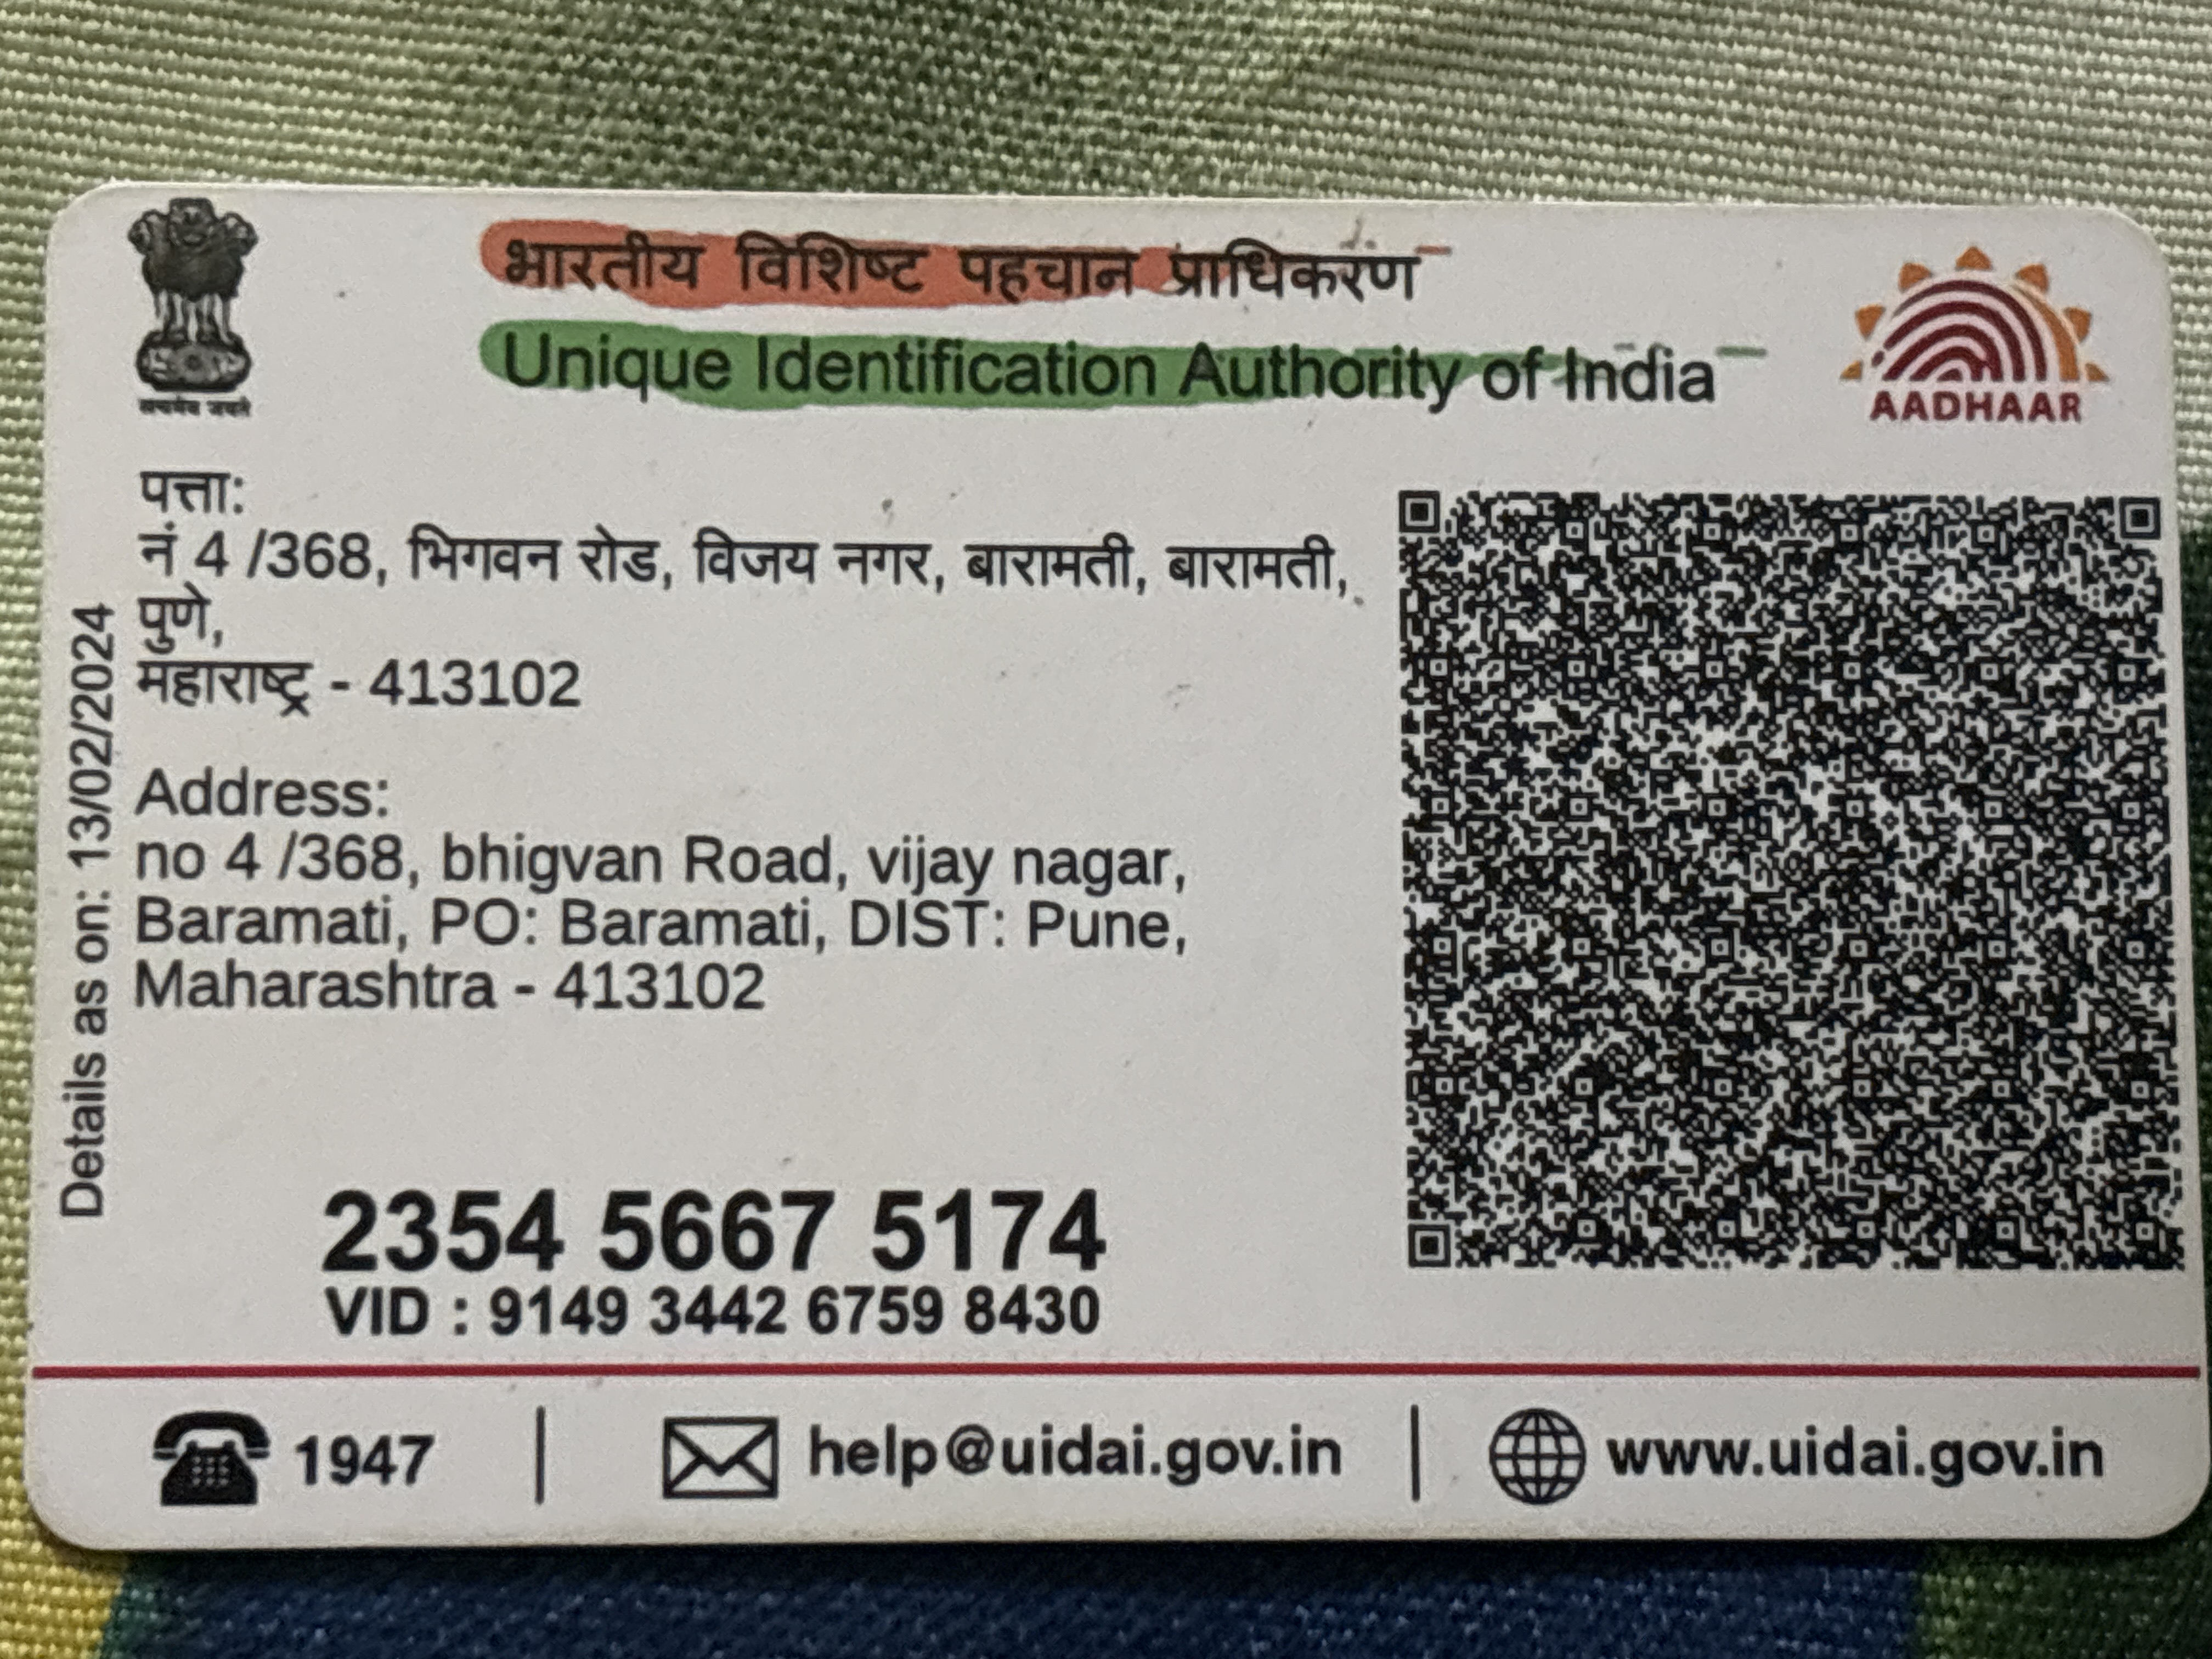 भारतीय विशिष्ट पहचान प्राधिकरण
Unique Identification Authority of India
सत्यमेव जयते
AADHAAR
पत्ता:
नं 4 /368, भिगवन रोड, विजय नगर, बारामती, बारामती,
पुणे,
महाराष्ट्र - 413102
Address:
no 4 /368, bhigvan Road, vijay nagar,
Baramati, PO: Baramati, DIST: Pune,
Maharashtra - 413102
Details as on: 13/02/2024
2354 5667 5174
VID : 9149 3442 6759 8430
1947
help@uidai.gov.in
www.uidai.gov.in